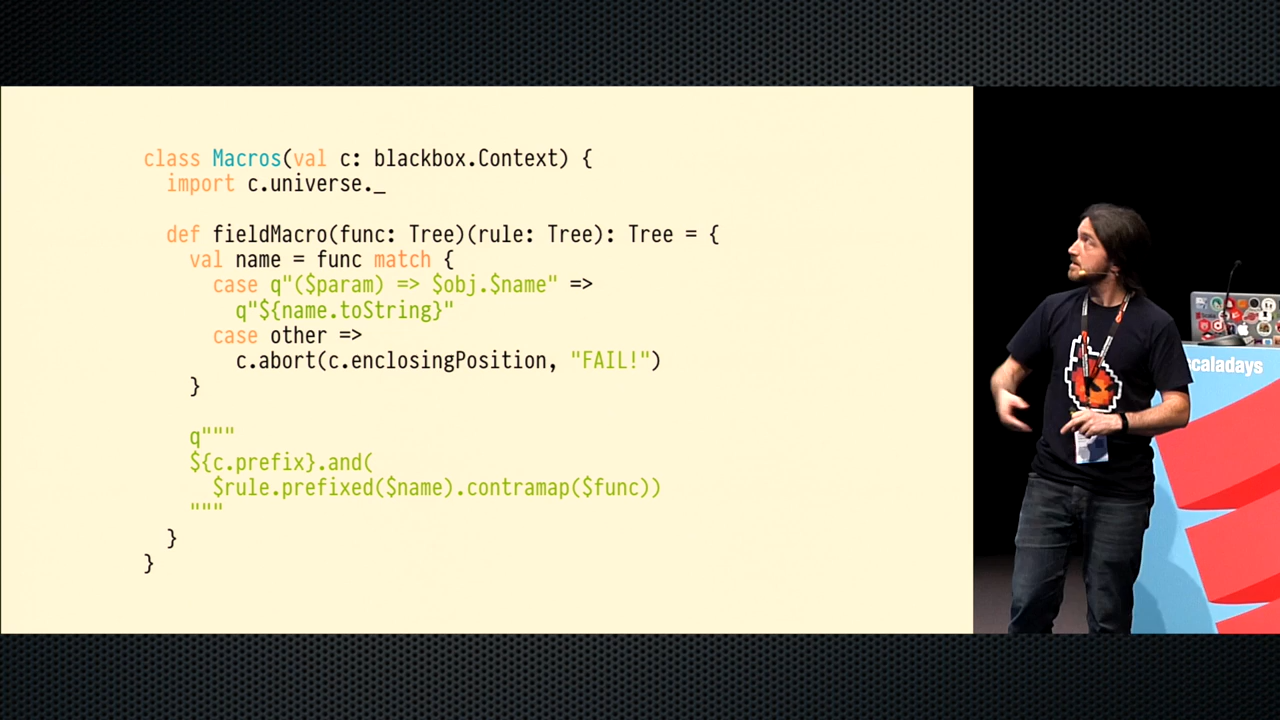 class Macros(val c: blackbox.Context) {
import c.universe._
def fieldMacro(func: Tree)(rule: Tree): Tree = {
val name = func match {
case q"($param) => $obj.$name" =>
q"${name.toString}"
case other =>
c.abort(c.enclosingPosition, "FAIL!")
}
q"""
${c.prefix}.and(
$rule.prefixed($name).contramap($func))
"""
}
}
scaladays